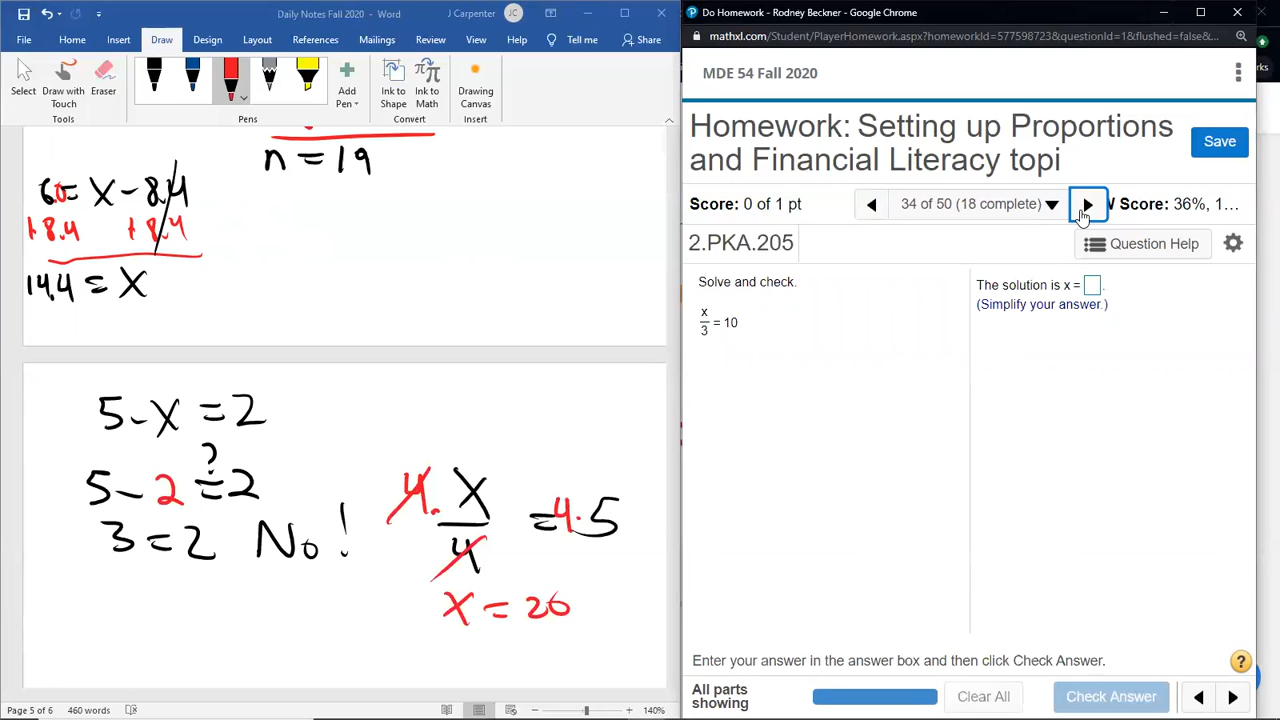 Daily Notes Fall 2020 - Word
J Carpenter
JC
File
Home
Insert
Draw
Design
Layout
References
Mailings
Review
View
Help
Tell me
Share
Select
Draw with
Touch
Eraser
Add
Pen
Ink to
Shape
Ink to
Math
Drawing
Canvas
Tools
Pens
Convert
Insert
n = 19
6.0 = x - 8.4
+8.4 +8.4
14.4 = x
5 - x = 2
?
5 - 2 = 2
3 = 2 No!
4 · x
4
= 4 · 5
x = 20
Page 5 of 6
460 words
140%
Do Homework - Rodney Beckner - Google Chrome
mathxl.com/Student/PlayerHomework.aspx?homeworkId=577598723&questionId=1&flushed=false&...
MDE 54 Fall 2020
Homework: Setting up Proportions
and Financial Literacy topi
Save
Score: 0 of 1 pt
34 of 50 (18 complete)
Score: 36%, 1...
2.PKA.205
Question Help
Solve and check.
x
3
= 10
The solution is x = .
(Simplify your answer.)
Enter your answer in the answer box and then click Check Answer.
?
All parts
showing
Clear All
Check Answer